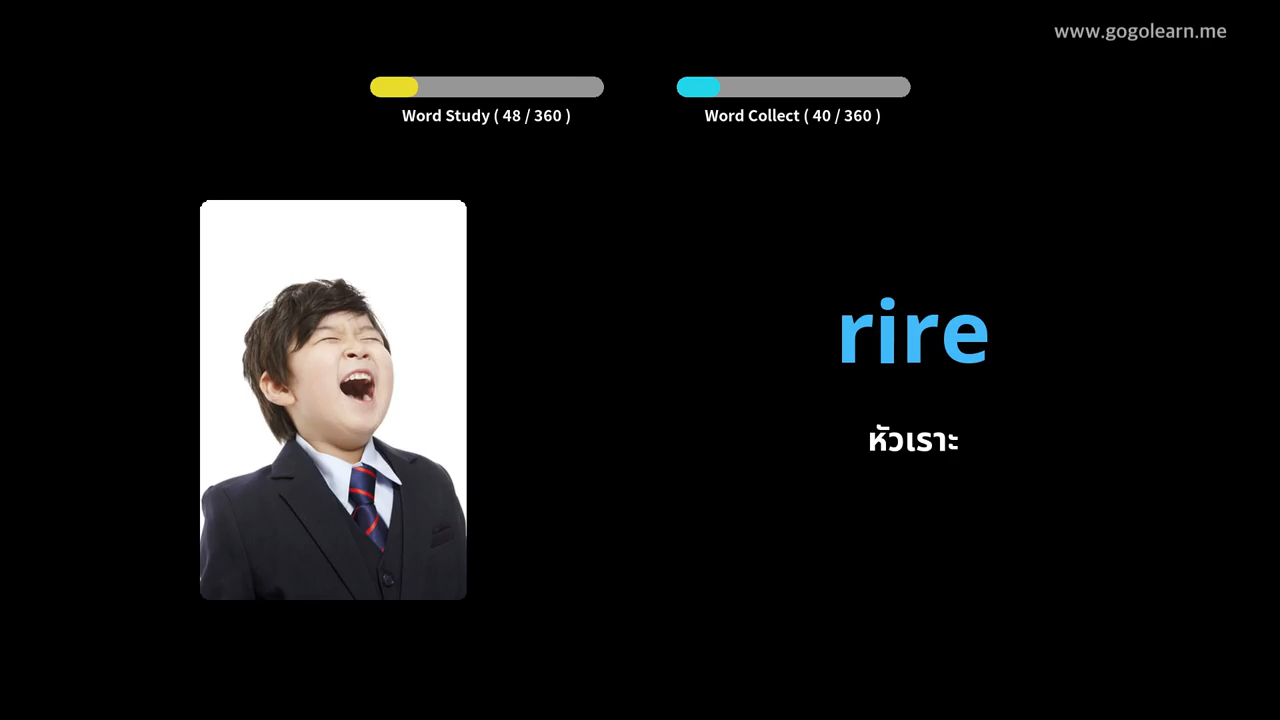 www.gogolearn.me
Word Study ( 48 / 360 )
Word Collect ( 40 / 360 )
rire
หัวเราะ